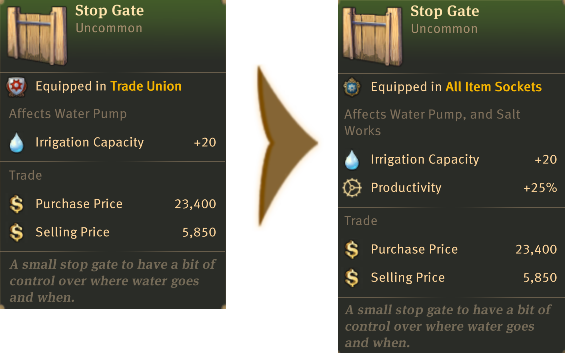 Stop Gate
Uncommon
Equipped in Trade Union
Affects Water Pump
Irrigation Capacity +20
Trade
Purchase Price 23,400
Selling Price 5,850
A small stop gate to have a bit of
control over where water goes
and when.
Stop Gate
Uncommon
Equipped in All Item Sockets
Affects Water Pump, and Salt
Works
Irrigation Capacity +20
Productivity +25%
Trade
Purchase Price 23,400
Selling Price 5,850
A small stop gate to have a bit of
control over where water goes
and when.